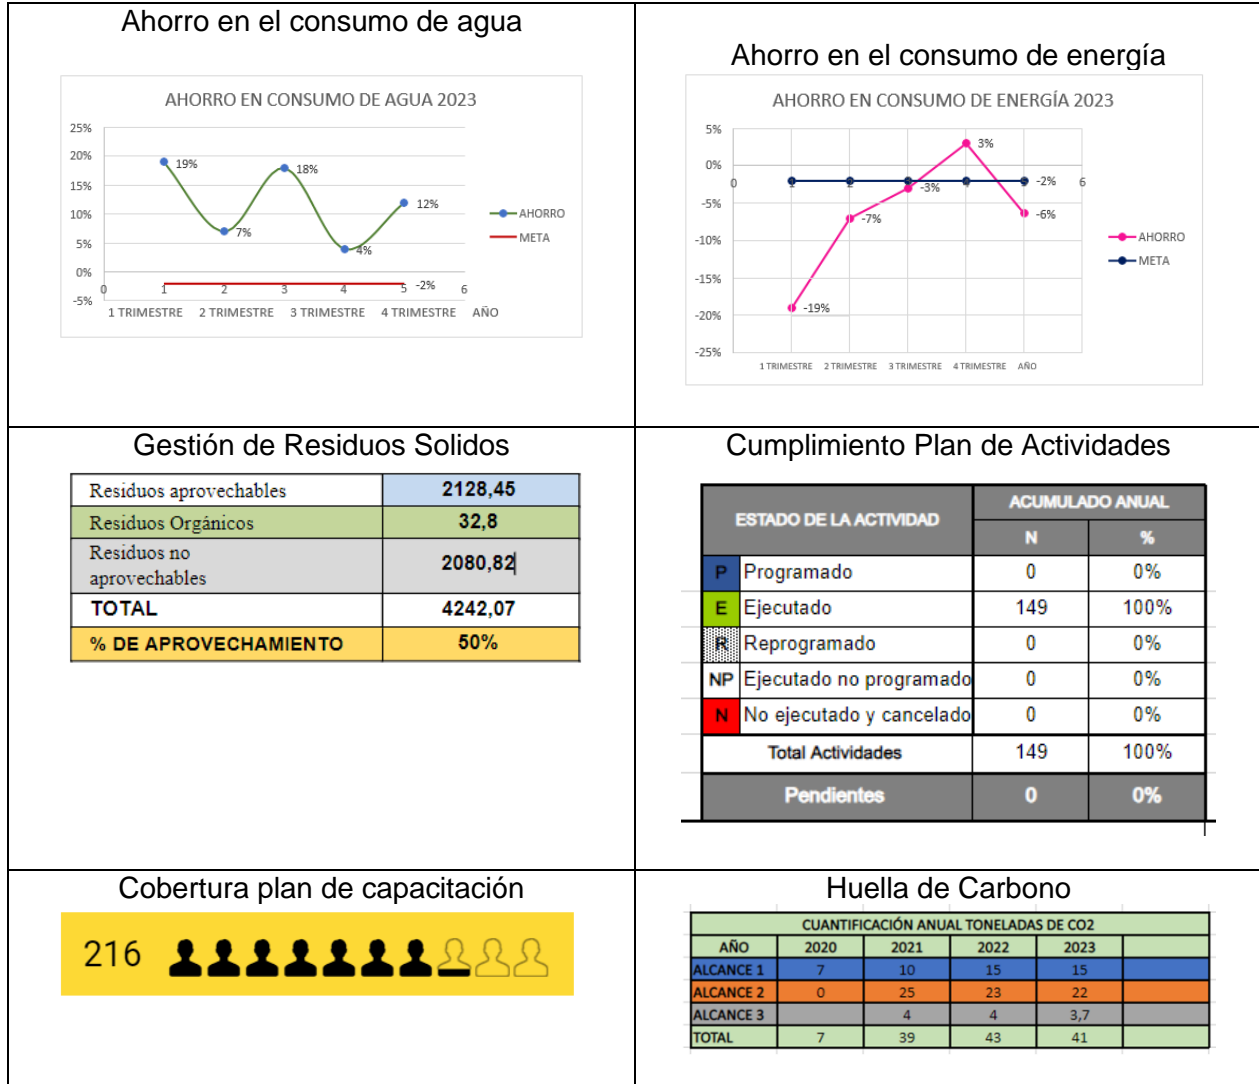 Ahorro en el consumo de agua
AHORRO EN CONSUMO DE AGUA 2023
25%
20%
15%
10%
5%
0%
-5%
19%
7%
18%
4%
12%
-2%
0 1 2 3 4 5 6
1 TRIMESTRE 2 TRIMESTRE 3 TRIMESTRE 4 TRIMESTRE AÑO
AHORRO
META
Ahorro en el consumo de energía
AHORRO EN CONSUMO DE ENERGÍA 2023
5%
0%
-5%
-10%
-15%
-20%
-25%
-19%
-7%
-3%
3%
-2%
-6%
0 1 2 3 4 5 6
1 TRIMESTRE 2 TRIMESTRE 3 TRIMESTRE 4 TRIMESTRE AÑO
AHORRO
META
Gestión de Residuos Solidos
Residuos aprovechables 2128,45
Residuos Orgánicos 32,8
Residuos no
aprovechables 2080,82
TOTAL 4242,07
% DE APROVECHAMIENTO 50%
Cumplimiento Plan de Actividades
ESTADO DE LA ACTIVIDAD ACUMULADO ANUAL
N %
P Programado 0 0%
E Ejecutado 149 100%
R Reprogramado 0 0%
NP Ejecutado no programado 0 0%
N No ejecutado y cancelado 0 0%
Total Actividades 149 100%
Pendientes 0 0%
Cobertura plan de capacitación
216
Huella de Carbono
CUANTIFICACIÓN ANUAL TONELADAS DE CO2
AÑO 2020 2021 2022 2023
ALCANCE 1 7 10 15 15
ALCANCE 2 0 25 23 22
ALCANCE 3 4 4 3,7
TOTAL 7 39 43 41